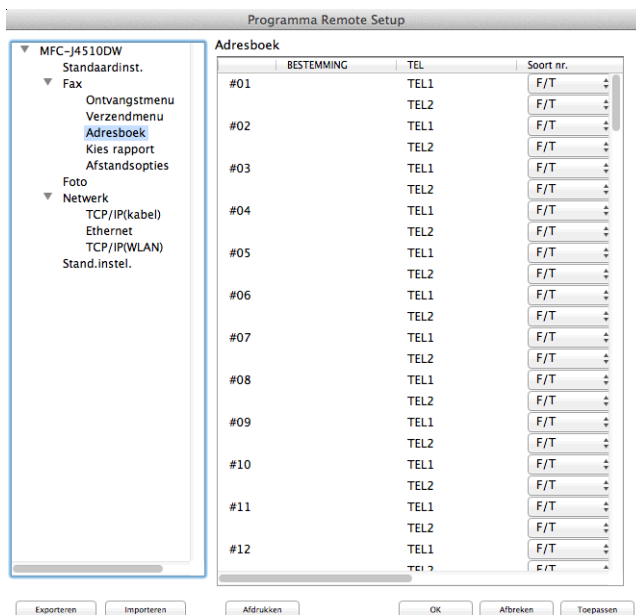 Programma Remote Setup
MFC-J4510DW
Standaardinst.
Fax
Ontvangstmenu
Verzendmenu
Adresboek
Kies rapport
Afstandsopties
Foto
Netwerk
TCP/IP(kabel)
Ethernet
TCP/IP(WLAN)
Stand.instel.
Adresboek
BESTEMMING TEL Soort nr.
#01 TEL1 F/T
TEL2 F/T
#02 TEL1 F/T
TEL2 F/T
#03 TEL1 F/T
TEL2 F/T
#04 TEL1 F/T
TEL2 F/T
#05 TEL1 F/T
TEL2 F/T
#06 TEL1 F/T
TEL2 F/T
#07 TEL1 F/T
TEL2 F/T
#08 TEL1 F/T
TEL2 F/T
#09 TEL1 F/T
TEL2 F/T
#10 TEL1 F/T
TEL2 F/T
#11 TEL1 F/T
TEL2 F/T
#12 TEL1 F/T
TEL2 F/T
Exporteren Importeren Afdrukken OK Afbreken Toepassen